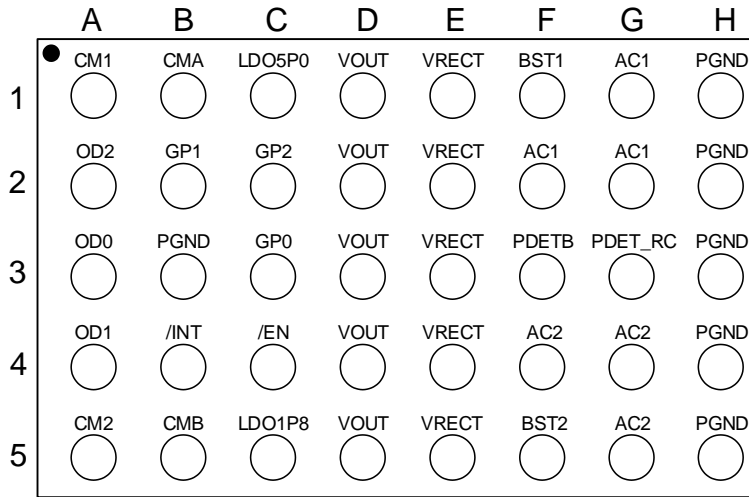 A B C D E F G H
CM1 CMA LDO5P0 VOUT VRECT BST1 AC1 PGND
1
OD2 GP1 GP2 VOUT VRECT AC1 AC1 PGND
2
OD0 PGND GP0 VOUT VRECT PDETB PDET_RC PGND
3
OD1 /INT /EN VOUT VRECT AC2 AC2 PGND
4
CM2 CMB LDO1P8 VOUT VRECT BST2 AC2 PGND
5